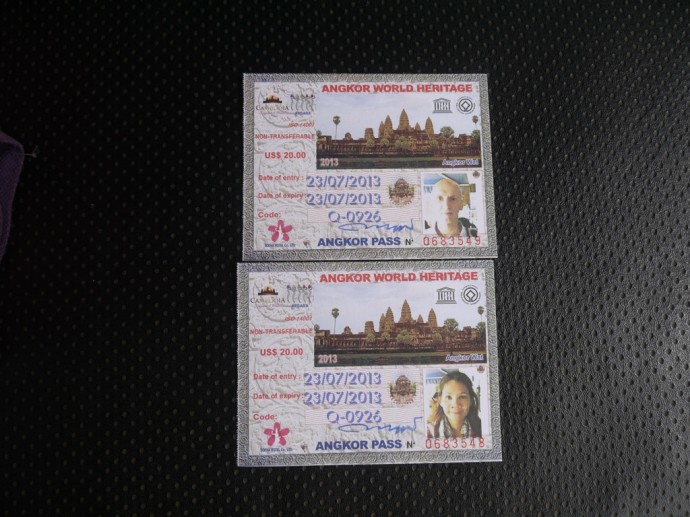 ANGKOR WORLD HERITAGE
CAMBODIA
NON-TRANSFERABLE
US$ 20.00
2013
Angkor Wat
Date of entry : 23/07/2013
Date of expiry: 23/07/2013
Code: Q-0926
ANGKOR PASS N° 0683549
ANGKOR WORLD HERITAGE
CAMBODIA
NON-TRANSFERABLE
US$ 20.00
2013
Angkor Wat
Date of entry : 23/07/2013
Date of expiry: 23/07/2013
Code: Q-0926
ANGKOR PASS N° 0683548